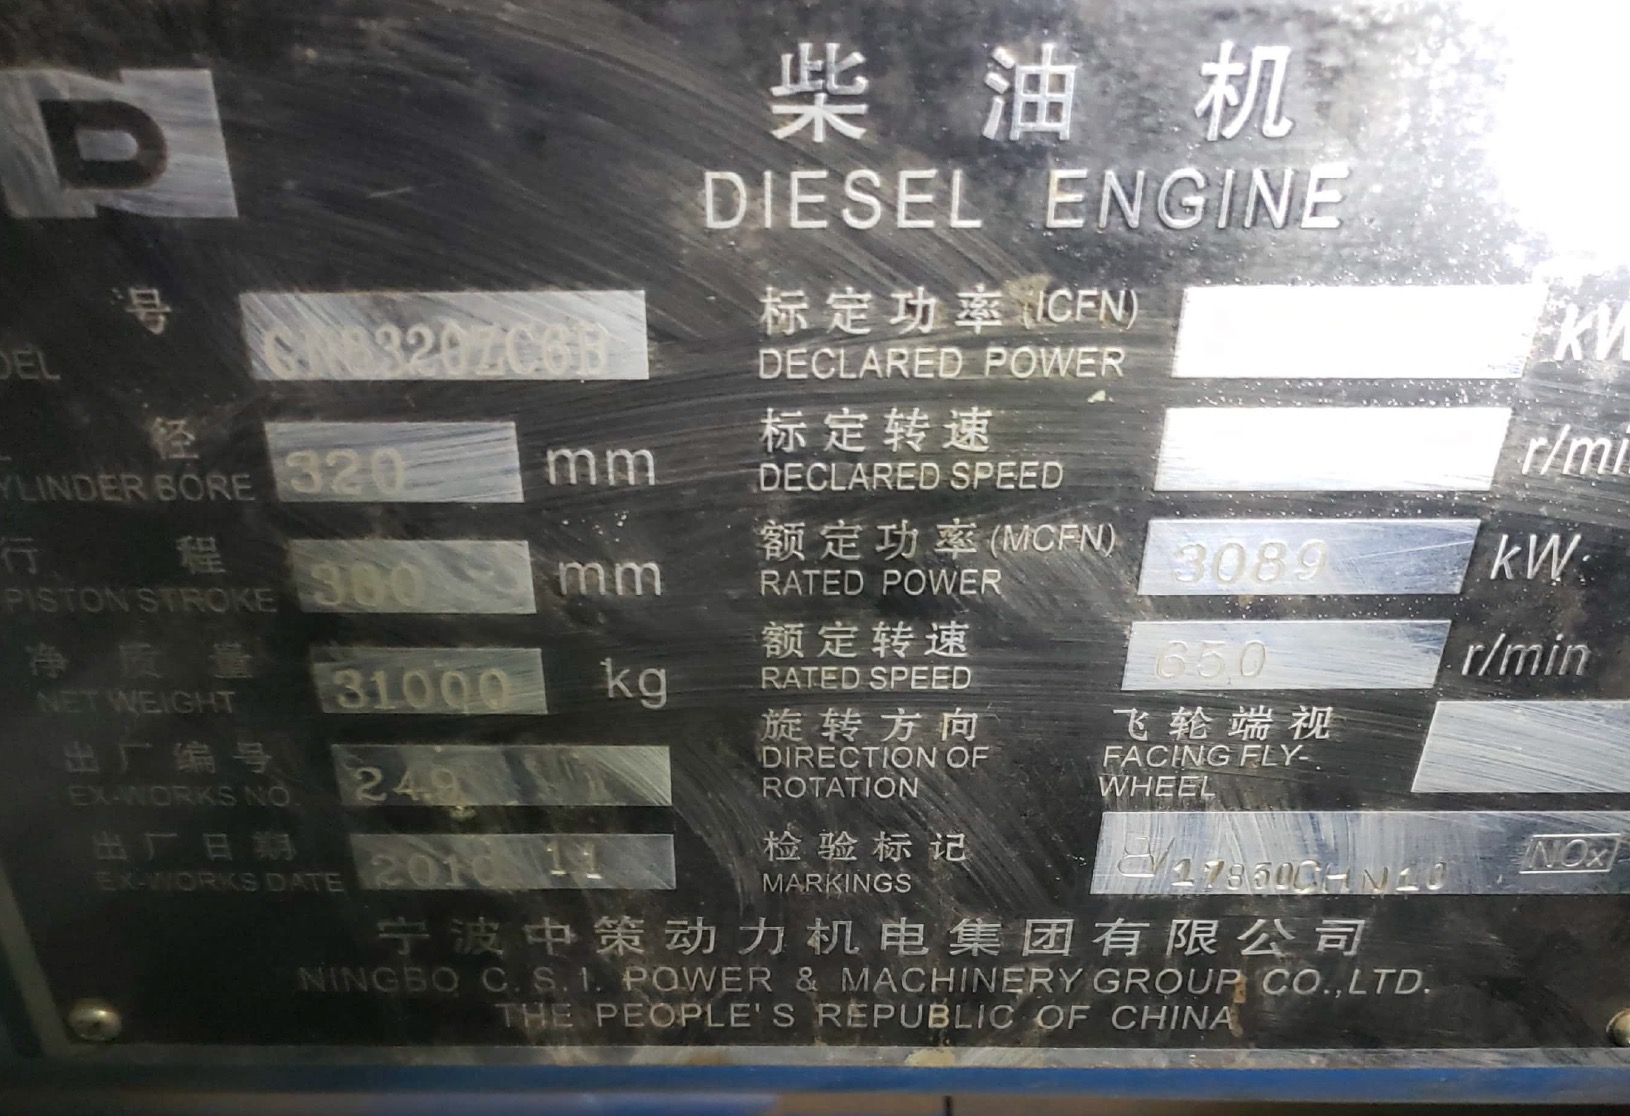 柴油机
DIESEL ENGINE
号
320 mm
CYLINDER BORE
行程
380 mm
PISTON STROKE
净质量
31000 kg
NET WEIGHT
出厂编号
249
EX-WORKS NO.
出厂日期
2010 11
EX-WORKS DATE
标定功率(ICFN)
DECLARED POWER
标定转速
DECLARED SPEED
额定功率(MCFN)
RATED POWER
3089 kW
额定转速
RATED SPEED
650 r/min
旋转方向
DIRECTION OF
ROTATION
飞轮端视
FACING FLY-
WHEEL
检验标记
MARKINGS
NOx
宁波中策动力机电集团有限公司
NINGBO C.S.I. POWER & MACHINERY GROUP CO.,LTD.
THE PEOPLE'S REPUBLIC OF CHINA